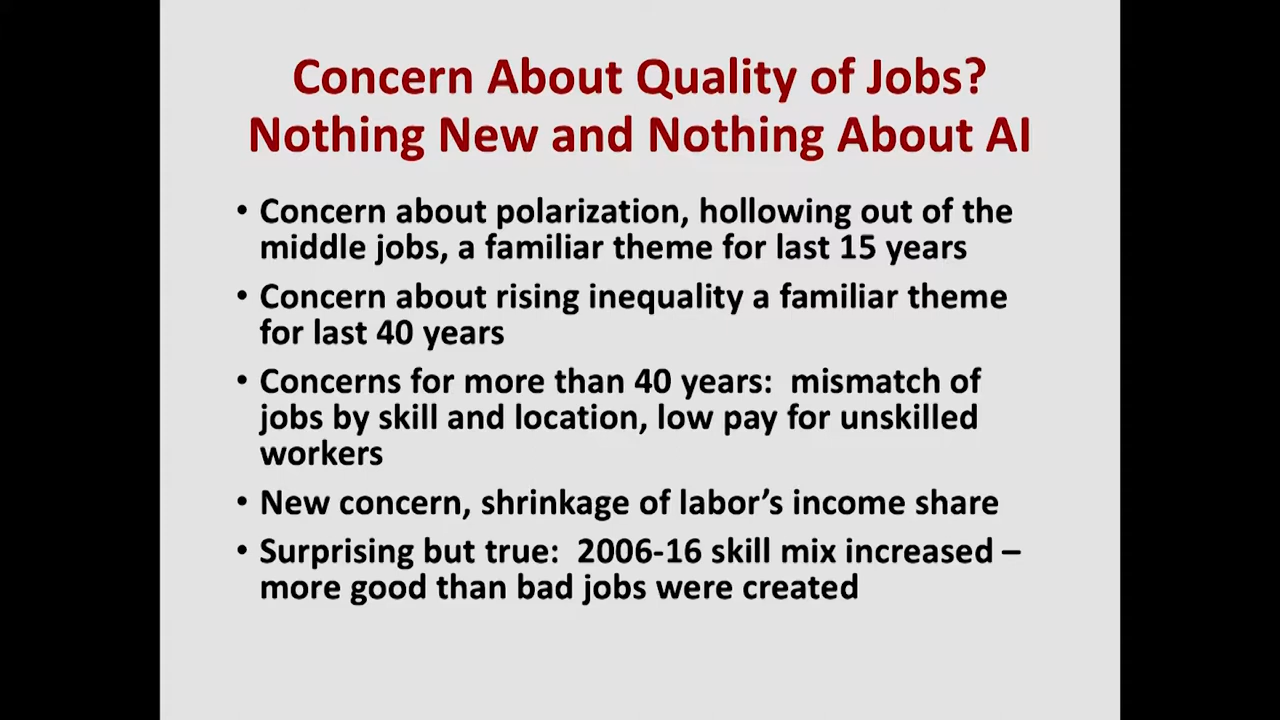 Concern About Quality of Jobs?
Nothing New and Nothing About AI
• Concern about polarization, hollowing out of the
middle jobs, a familiar theme for last 15 years
• Concern about rising inequality a familiar theme
for last 40 years
• Concerns for more than 40 years:  mismatch of
jobs by skill and location, low pay for unskilled
workers
• New concern, shrinkage of labor’s income share
• Surprising but true:  2006-16 skill mix increased –
more good than bad jobs were created